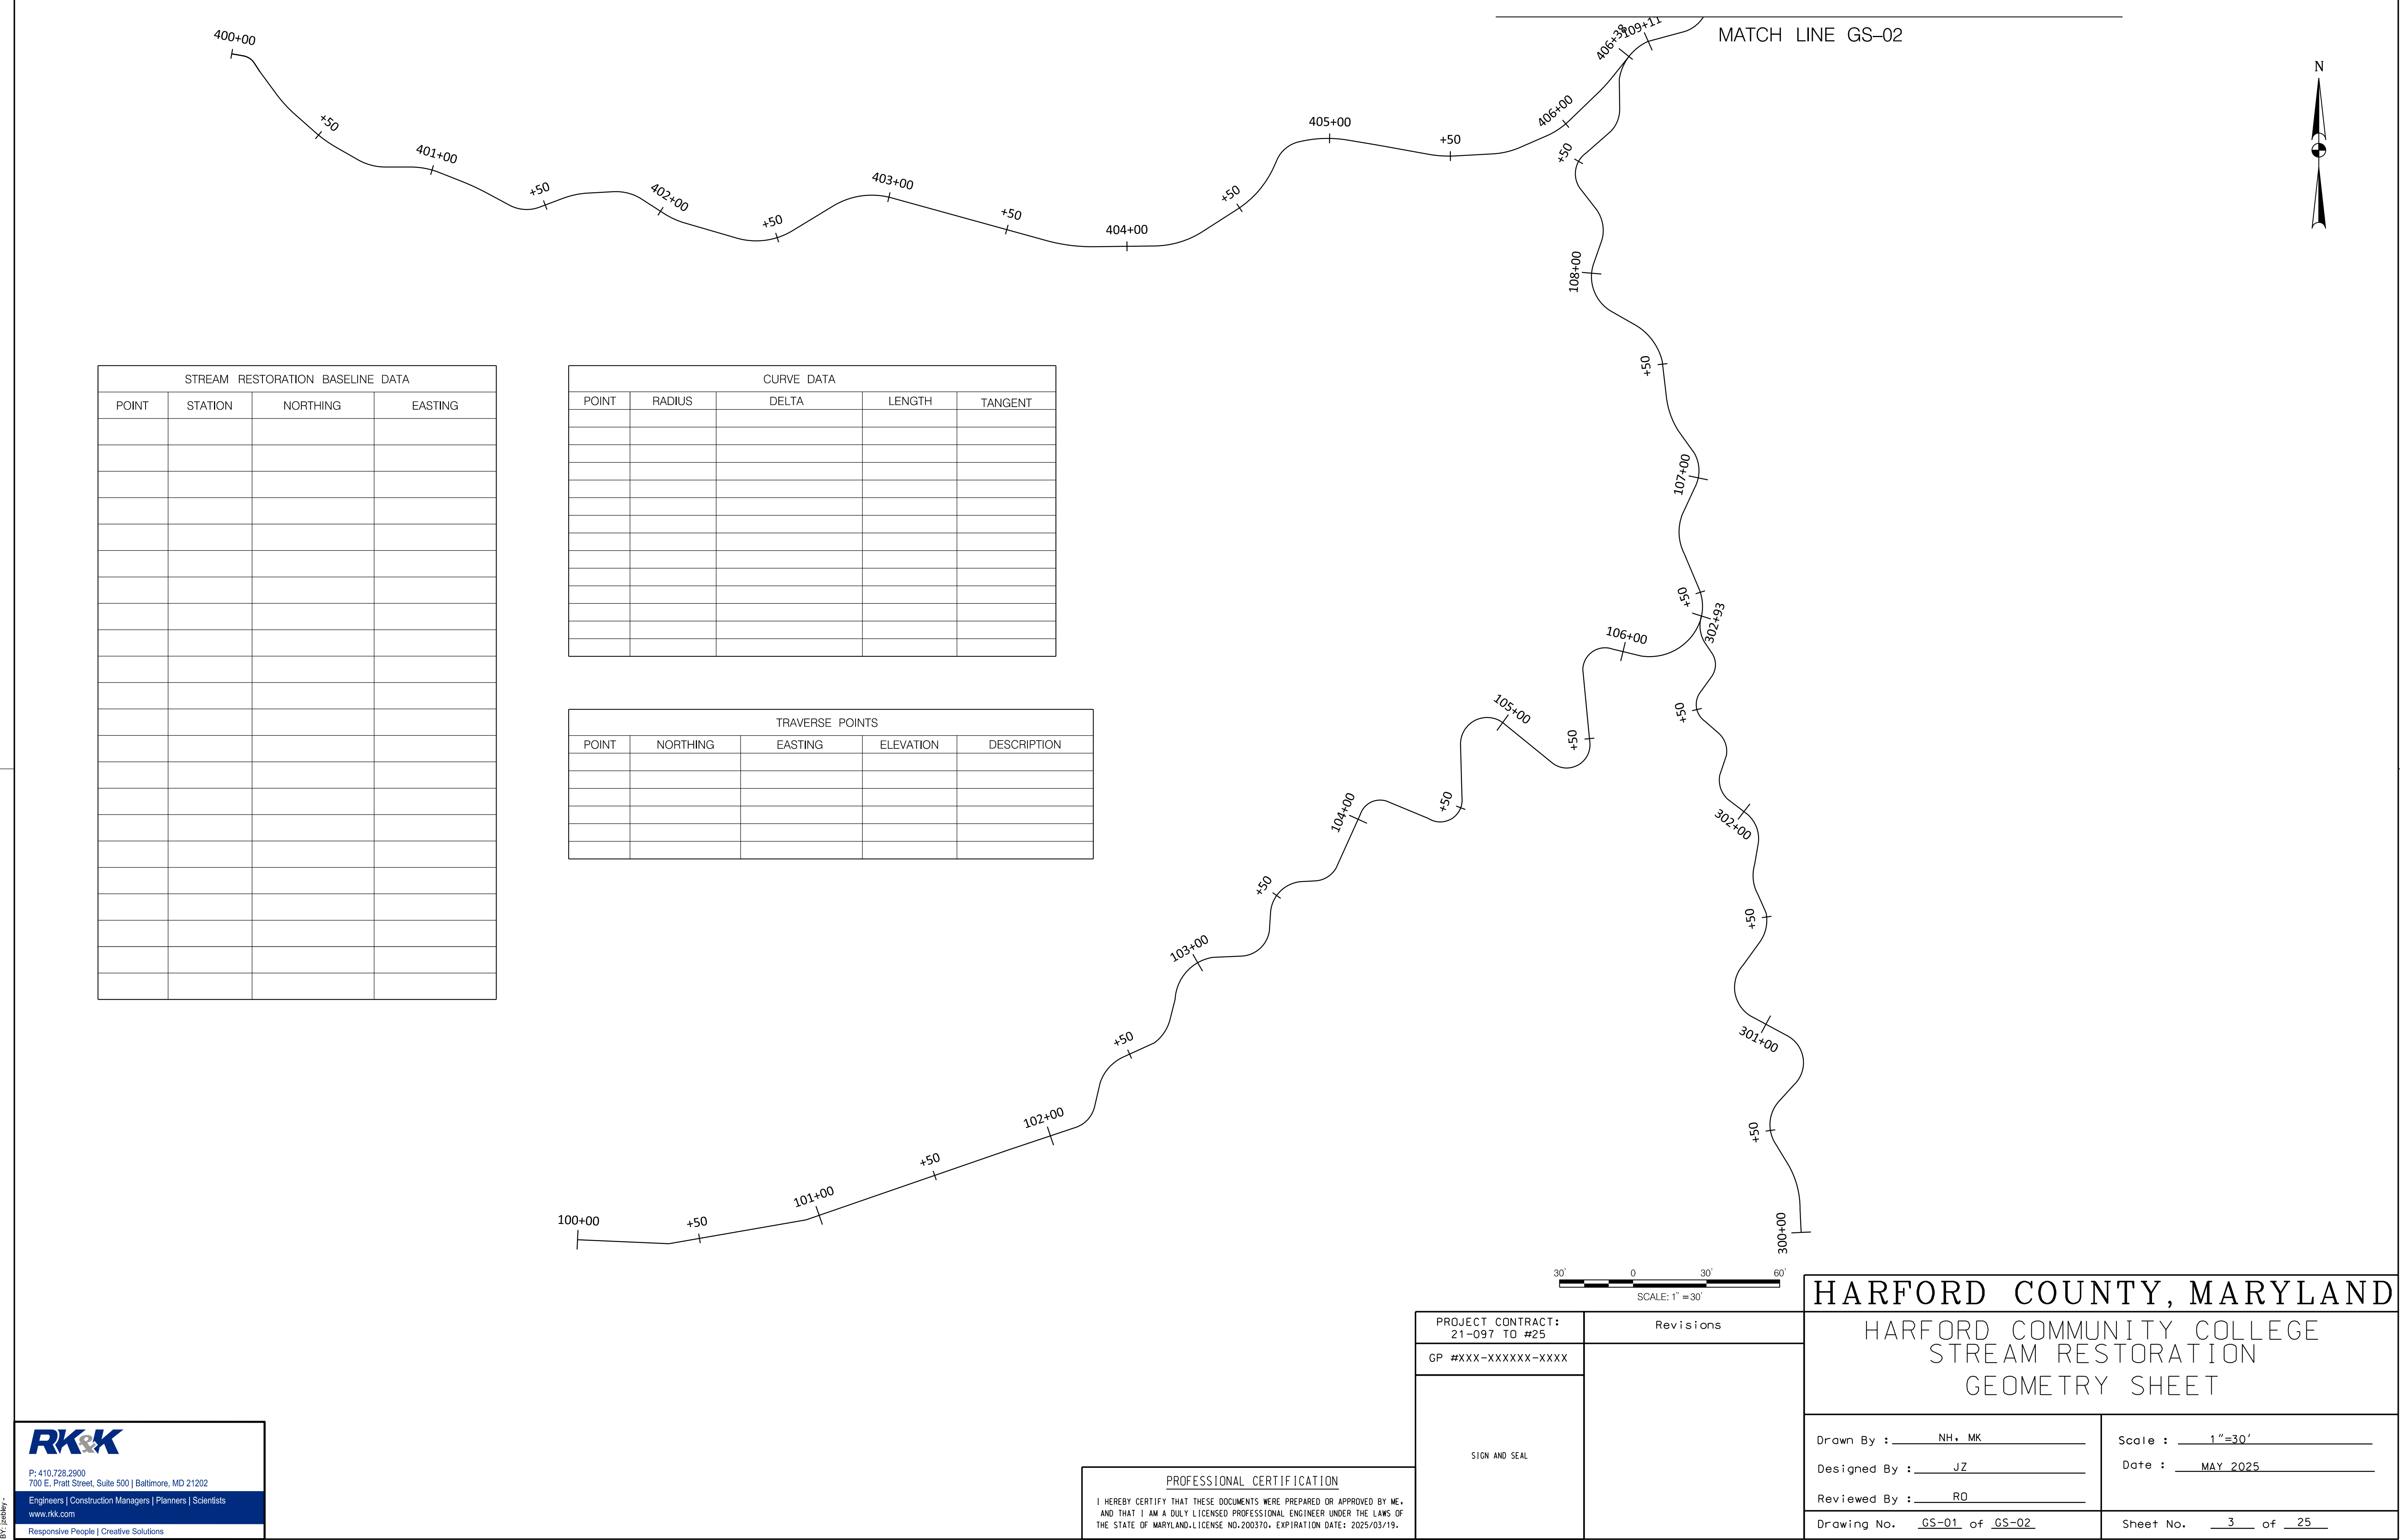 400+00
+50
401+00
+50
402+00
+50
403+00
+50
404+00
+50
405+00
+50
406+00
406+38
109+11
MATCH LINE GS–02
N
+50
108+00
+50
107+00
+50
302+93
106+00
+50
105+00
+50
104+00
+50
103+00
+50
102+00
+50
101+00
+50
100+00
+50
302+00
+50
301+00
+50
300+00
STREAM RESTORATION BASELINE DATA
POINT STATION NORTHING EASTING
CURVE DATA
POINT RADIUS DELTA LENGTH TANGENT
TRAVERSE POINTS
POINT NORTHING EASTING ELEVATION DESCRIPTION
30' 0 30' 60'
SCALE: 1" = 30'
HARFORD COUNTY, MARYLAND
HARFORD COMMUNITY COLLEGE
STREAM RESTORATION
GEOMETRY SHEET
PROJECT CONTRACT:
21-097 TO #25
GP #XXX-XXXXXX-XXXX
SIGN AND SEAL
Revisions
Drawn By : NH, MK
Designed By : JZ
Reviewed By : RO
Scale : 1"=30'
Date : MAY 2025
Drawing No. GS-01 of GS-02
Sheet No. 3 of 25
PROFESSIONAL CERTIFICATION
I HEREBY CERTIFY THAT THESE DOCUMENTS WERE PREPARED OR APPROVED BY ME,
AND THAT I AM A DULY LICENSED PROFESSIONAL ENGINEER UNDER THE LAWS OF
THE STATE OF MARYLAND, LICENSE NO. 200370, EXPIRATION DATE: 2025/03/19.
RK&K
P: 410.728.2900
700 E. Pratt Street, Suite 500 | Baltimore, MD 21202
Engineers | Construction Managers | Planners | Scientists
www.rkk.com
Responsive People | Creative Solutions
BY: jzebley -